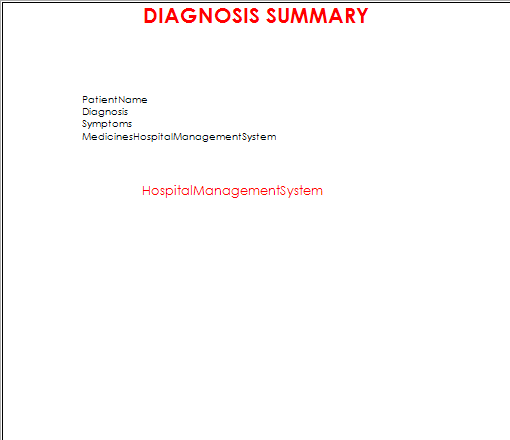 DIAGNOSIS SUMMARY
PatientName
Diagnosis
Symptoms
MedicinesHospitalManagementSystem
HospitalManagementSystem